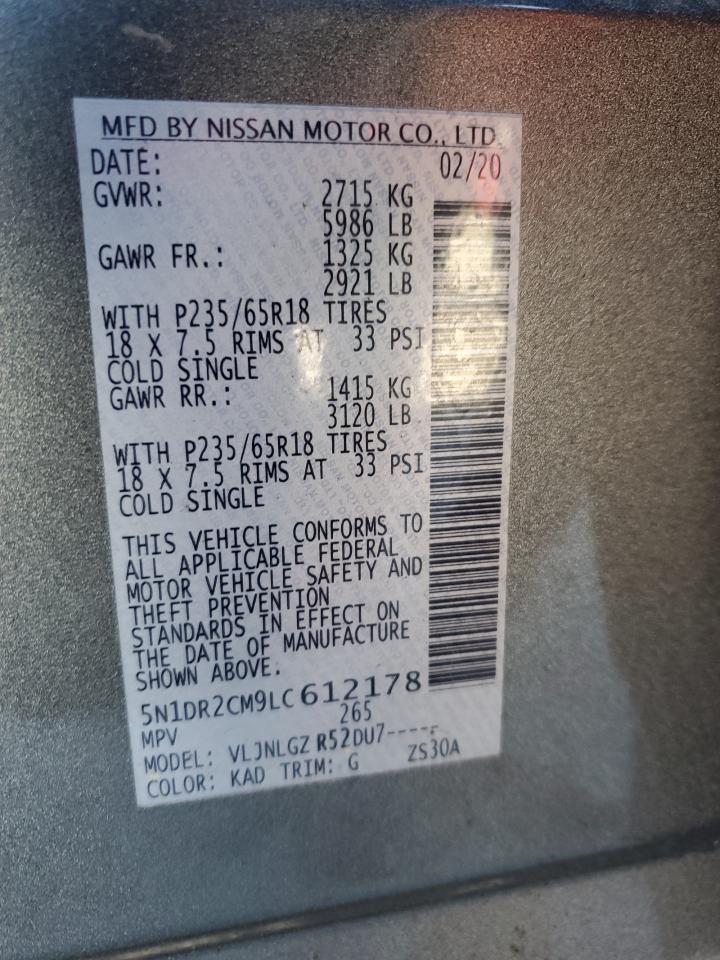 MFD BY NISSAN MOTOR CO., LTD.
DATE: 02/20
GVWR: 2715 KG
5986 LB
GAWR FR.: 1325 KG
2921 LB
WITH P235/65R18 TIRES
18 X 7.5 RIMS AT 33 PSI
COLD SINGLE
GAWR RR.: 1415 KG
3120 LB
WITH P235/65R18 TIRES
18 X 7.5 RIMS AT 33 PSI
COLD SINGLE
THIS VEHICLE CONFORMS TO
ALL APPLICABLE FEDERAL
MOTOR VEHICLE SAFETY AND
THEFT PREVENTION
STANDARDS IN EFFECT ON
THE DATE OF MANUFACTURE
SHOWN ABOVE.
5N1DR2CM9LC612178
MPV 265
MODEL: VLJNLGZ R52DU7-----
COLOR: KAD TRIM: G ZS30A